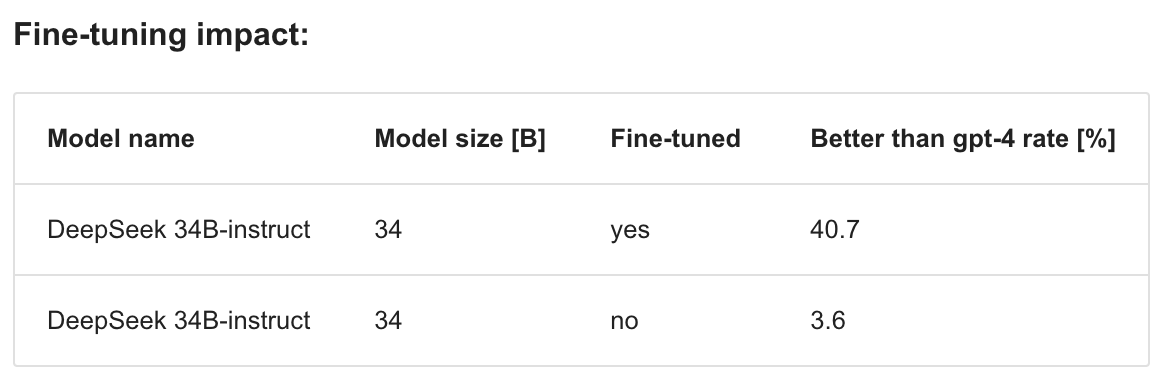 Fine-tuning impact:
Model name Model size [B] Fine-tuned Better than gpt-4 rate [%]
DeepSeek 34B-instruct 34 yes 40.7
DeepSeek 34B-instruct 34 no 3.6